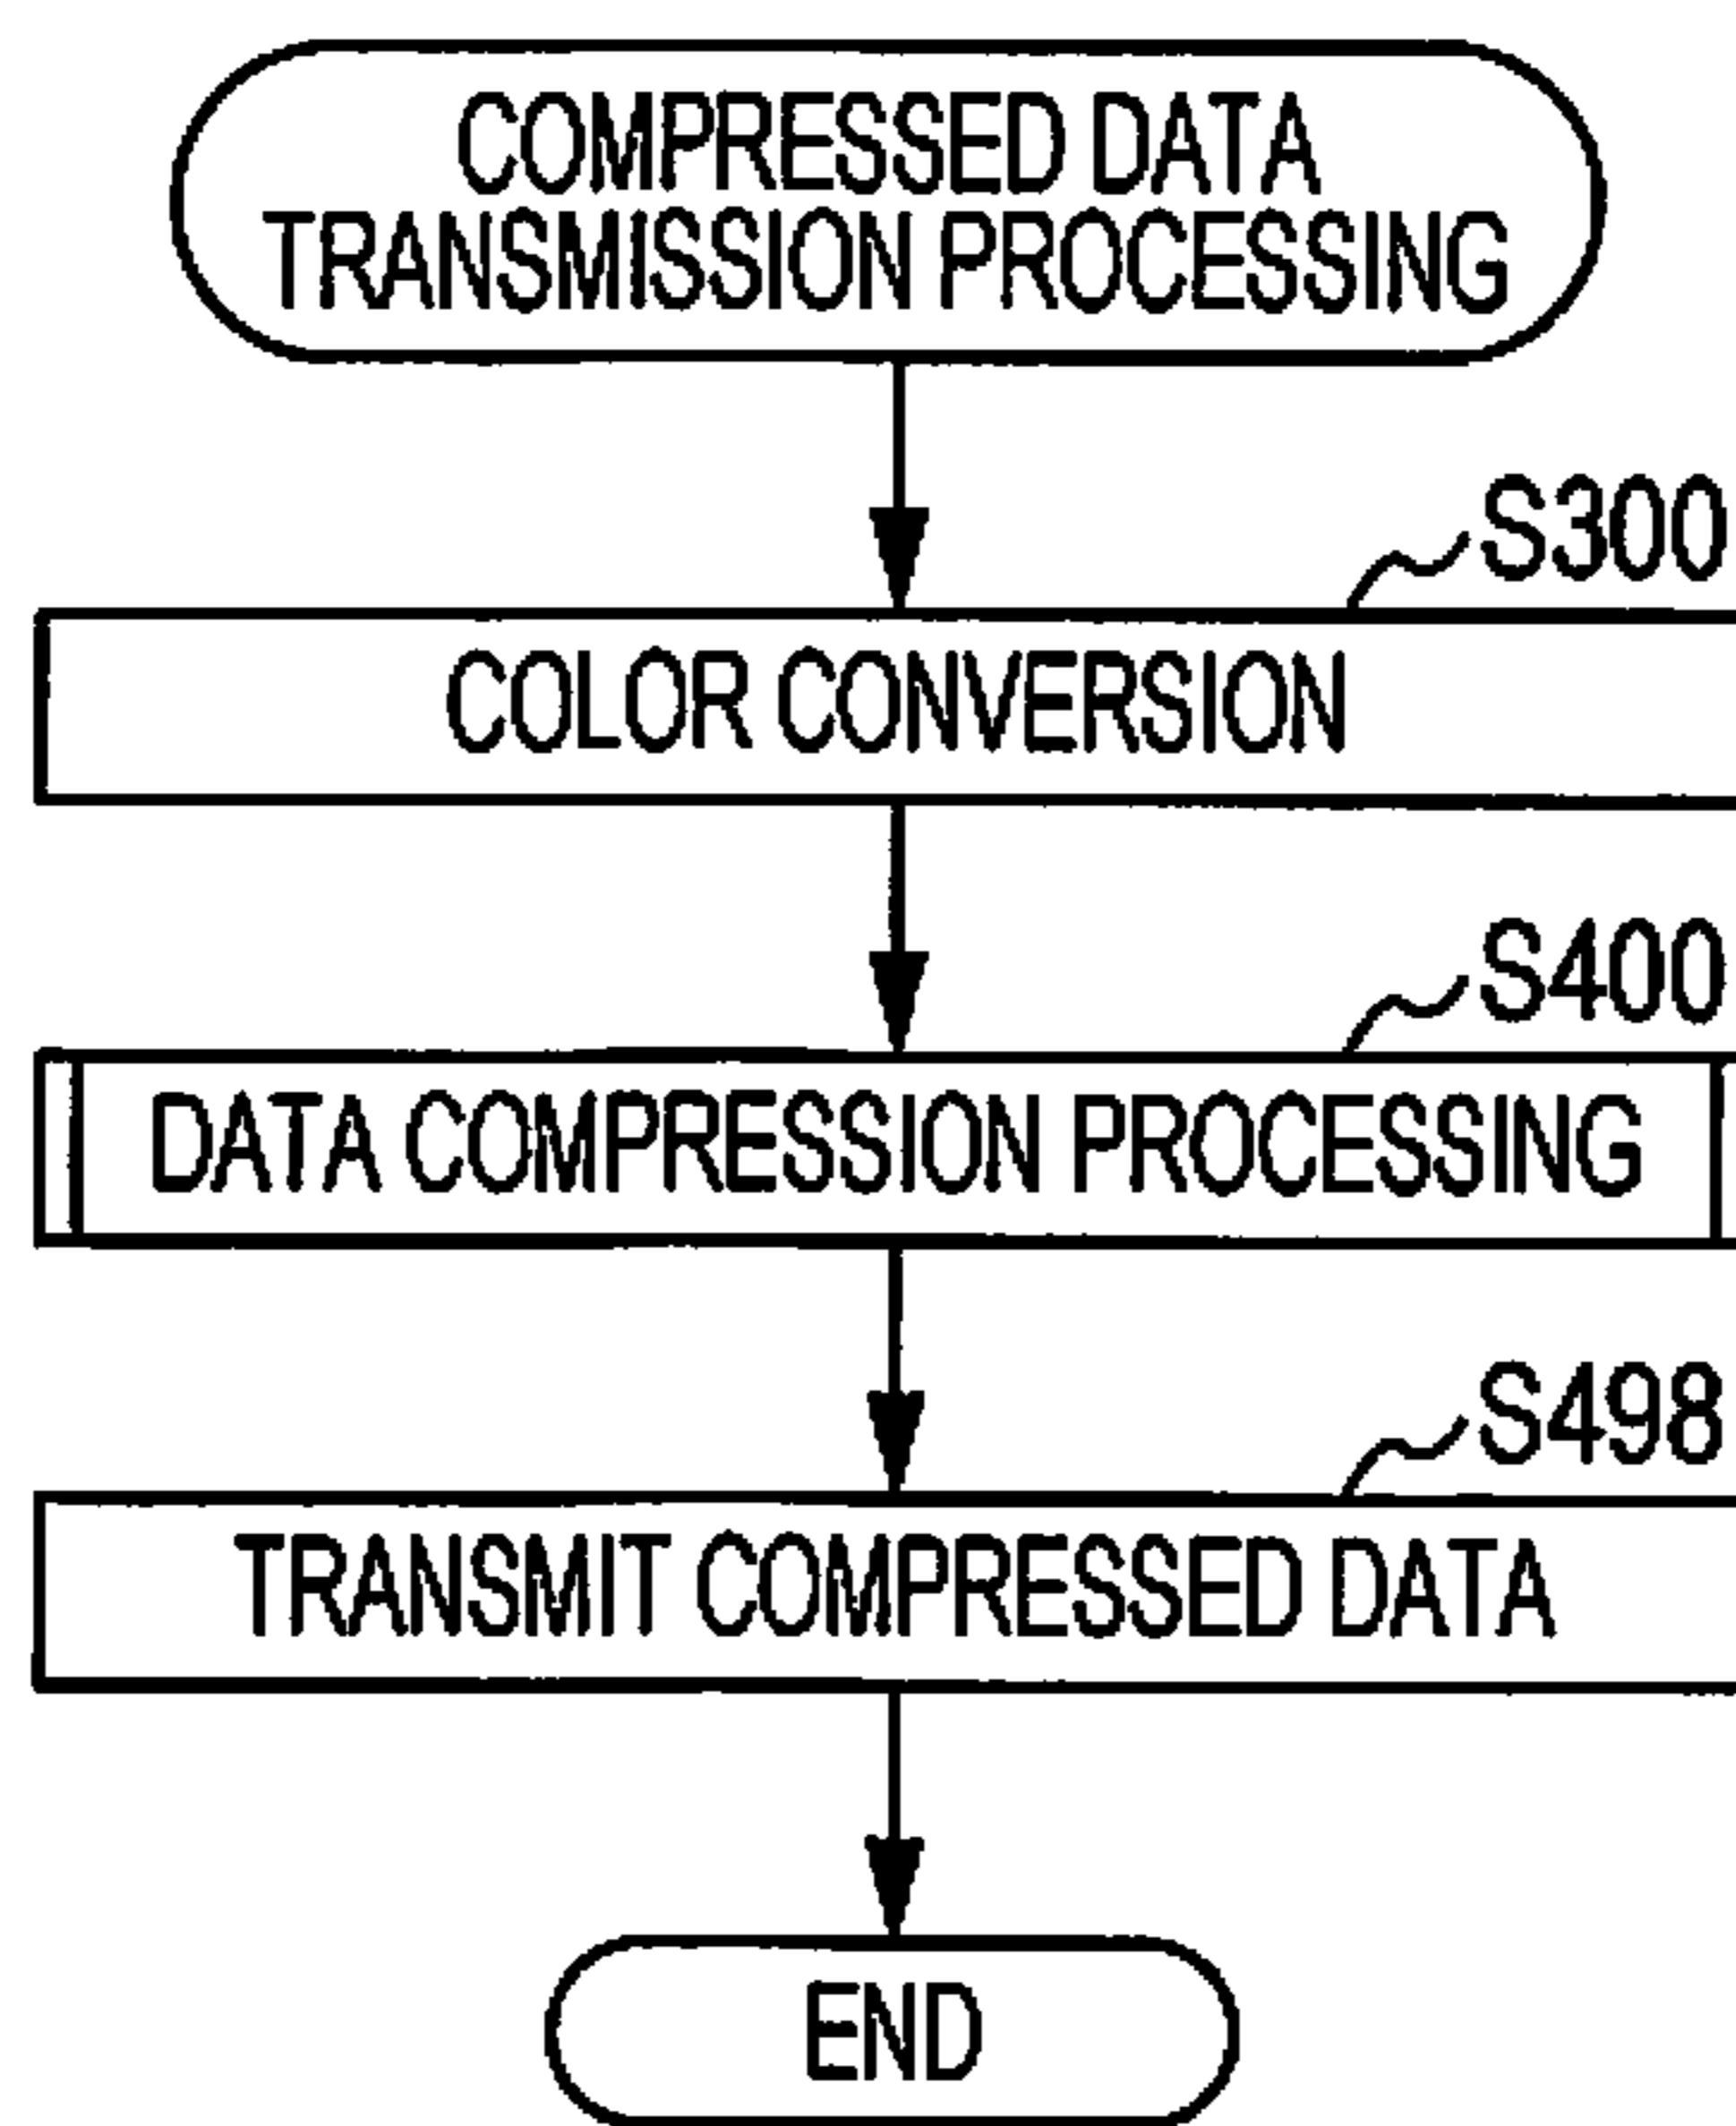 COMPRESSED DATA
TRANSMISSION PROCESSING
S300
COLOR CONVERSION
S400
DATA COMPRESSION PROCESSING
S498
TRANSMIT COMPRESSED DATA
END